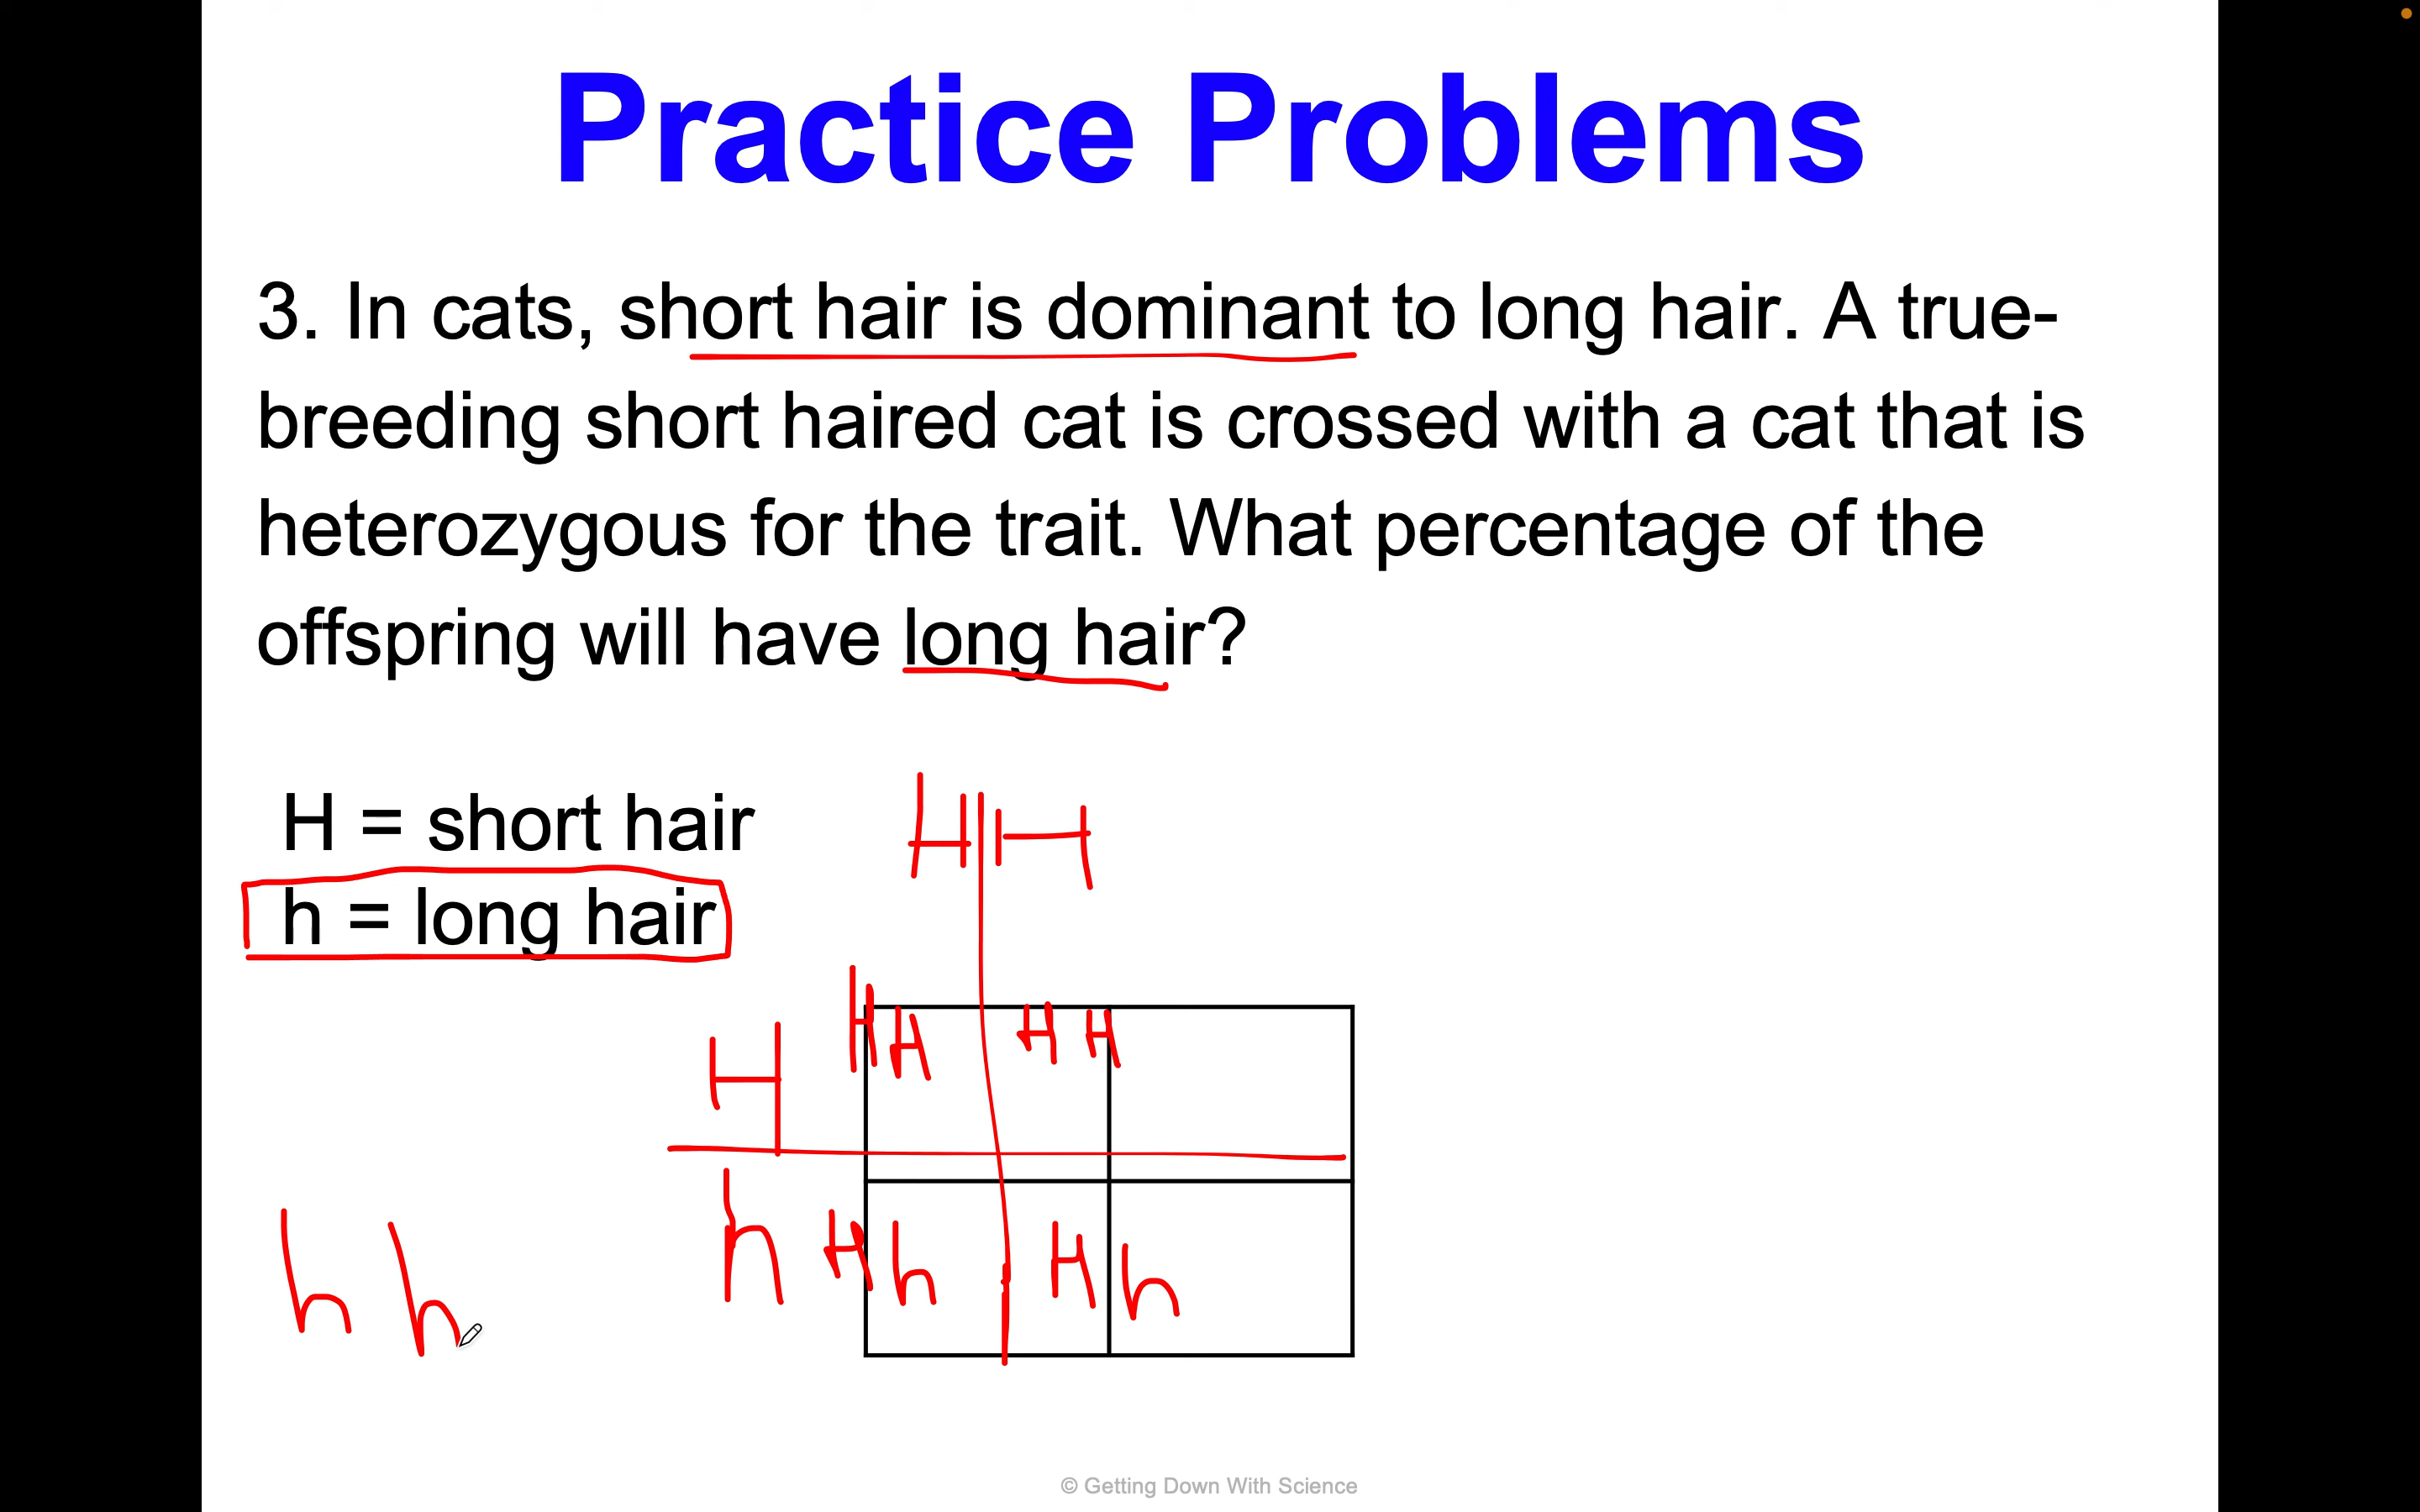 Practice Problems
3. In cats, short hair is dominant to long hair. A true-
breeding short haired cat is crossed with a cat that is
heterozygous for the trait. What percentage of the
offspring will have long hair?
H = short hair
h = long hair
H H
H HH HH
h Hh Hh
h h
© Getting Down With Science